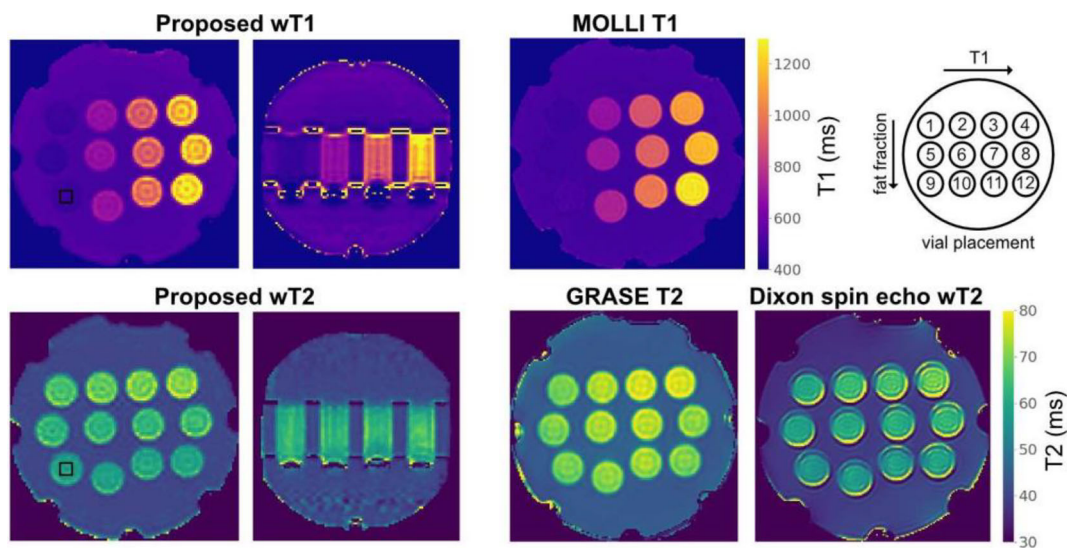 Proposed wT1
MOLLI T1
1200
1000
800
600
400
T1 (ms)
T1
fat fraction
1 2 3 4
5 6 7 8
9 10 11 12
vial placement
Proposed wT2
GRASE T2
Dixon spin echo wT2
80
70
60
50
40
30
T2 (ms)